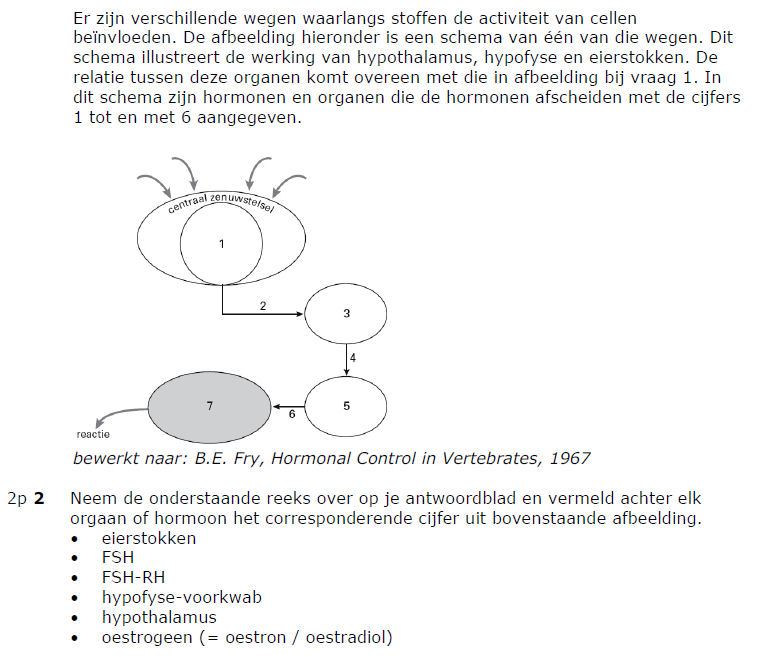 Er zijn verschillende wegen waarlangs stoffen de activiteit van cellen
beïnvloeden. De afbeelding hieronder is een schema van één van die wegen. Dit
schema illustreert de werking van hypothalamus, hypofyse en eierstokken. De
relatie tussen deze organen komt overeen met die in afbeelding bij vraag 1. In
dit schema zijn hormonen en organen die de hormonen afscheiden met de cijfers
1 tot en met 6 aangegeven.
centraal zenuwstelsel
1
2
3
4
7
6
5
reactie
bewerkt naar: B.E. Fry, Hormonal Control in Vertebrates, 1967
2p 2 Neem de onderstaande reeks over op je antwoordblad en vermeld achter elk
orgaan of hormoon het corresponderende cijfer uit bovenstaande afbeelding.
• eierstokken
• FSH
• FSH-RH
• hypofyse-voorkwab
• hypothalamus
• oestrogeen (= oestron / oestradiol)